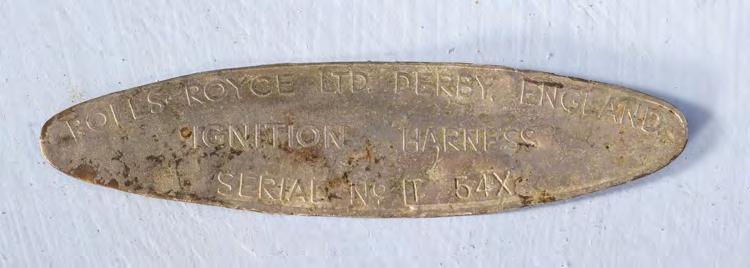 ROLLS-ROYCE LTD. DERBY. ENGLAND.
IGNITION HARNESS
SERIAL No IT 54X